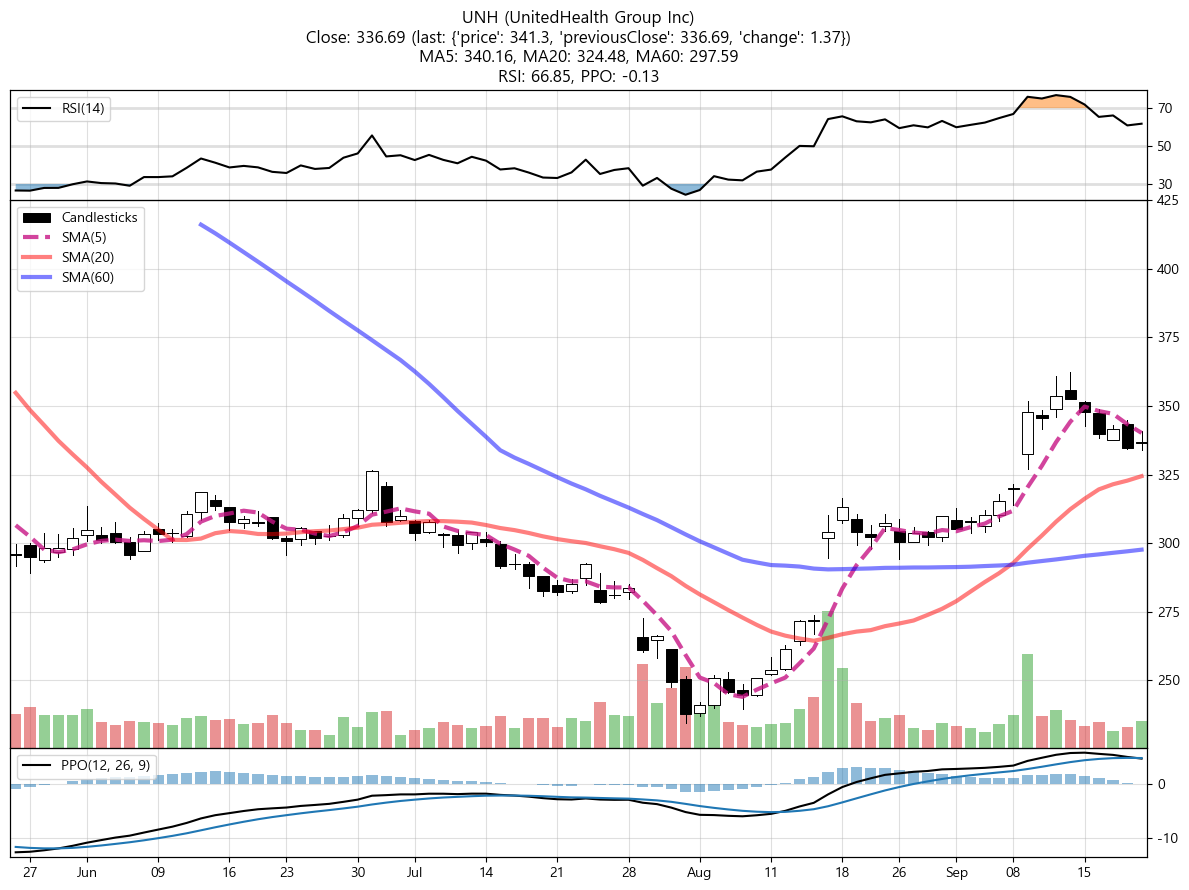 UNH (UnitedHealth Group Inc)
Close: 336.69 (last: {'price': 341.3, 'previousClose': 336.69, 'change': 1.37})
MA5: 340.16, MA20: 324.48, MA60: 297.59
RSI: 66.85, PPO: -0.13
RSI(14)
70
50
30
425
Candlesticks
SMA(5)
SMA(20)
SMA(60)
400
375
350
325
300
275
250
PPO(12, 26, 9)
0
-10
27 Jun 09 16 23 30 Jul 14 21 28 Aug 11 18 26 Sep 08 15